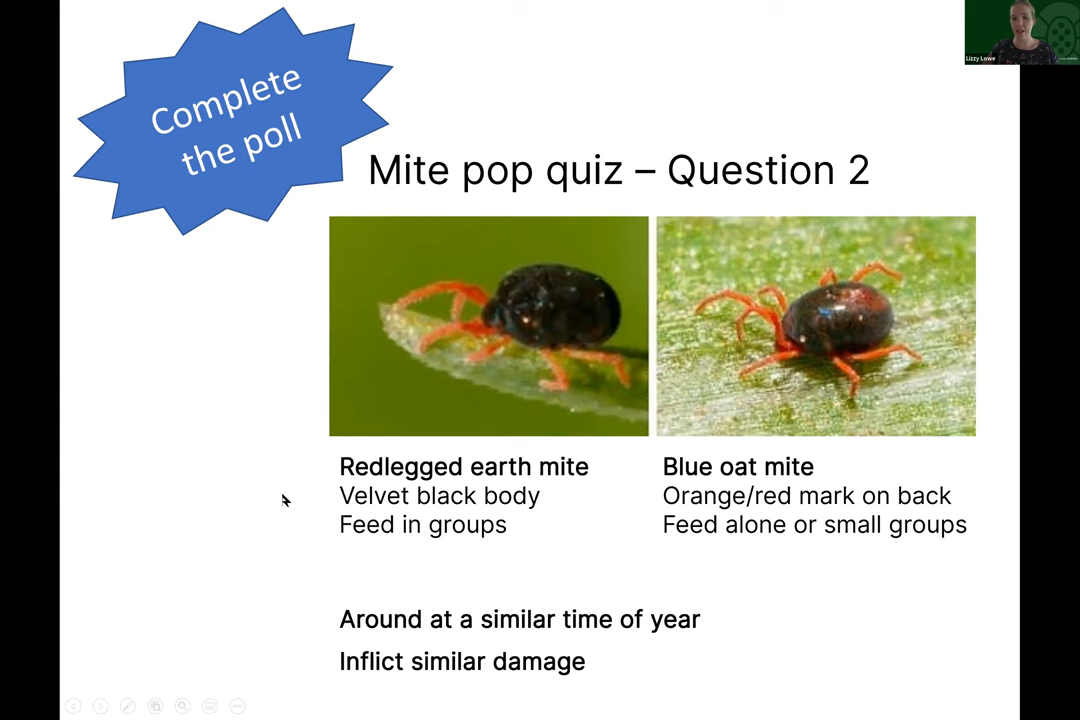 Complete
the poll
Lizzy Lowe
Mite pop quiz – Question 2
Redlegged earth mite
Velvet black body
Feed in groups
Blue oat mite
Orange/red mark on back
Feed alone or small groups
Around at a similar time of year
Inflict similar damage